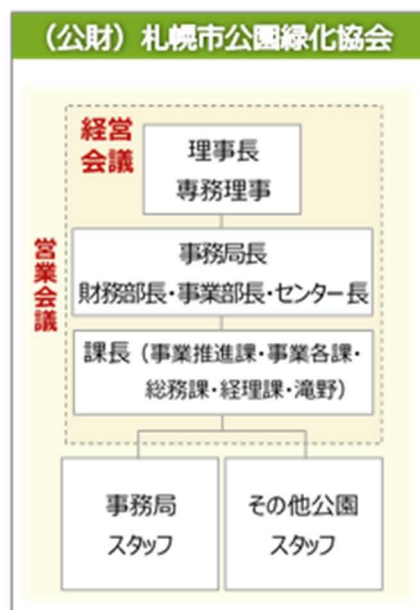 （公財）札幌市公園緑化協会
経営
会議
理事長
専務理事
営業会議
事務局長
財務部長・事業部長・センター長
課長（事業推進課・事業各課・
総務課・経理課・滝野）
事務局
スタッフ
その他公園
スタッフ